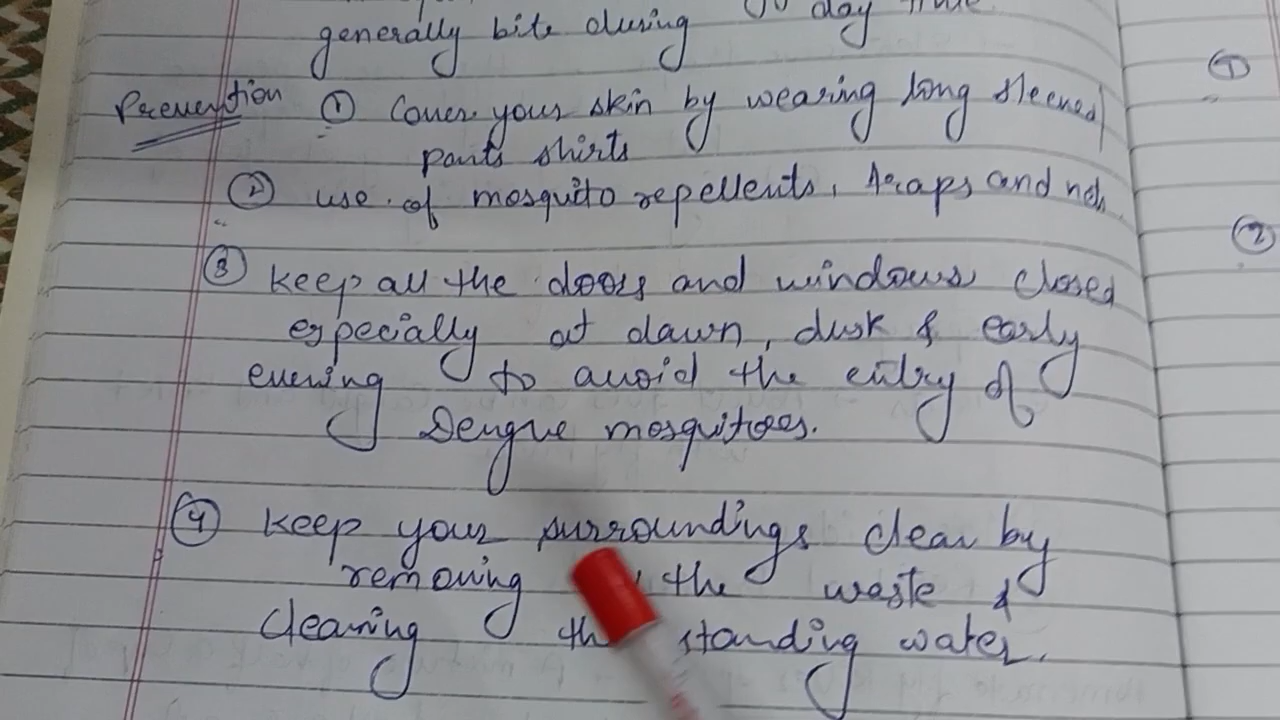 generally bite during day time
Prevention ① Cover your skin by wearing long sleeved
pants shirts
② use of mosquito repellents, traps and nets
③ keep all the doors and windows closed
especially at dawn, dusk & early
evening to avoid the entry of
Dengue mosquitoes.
④ keep your surroundings clean by
removing the waste &
cleaning the standing water.
①
②